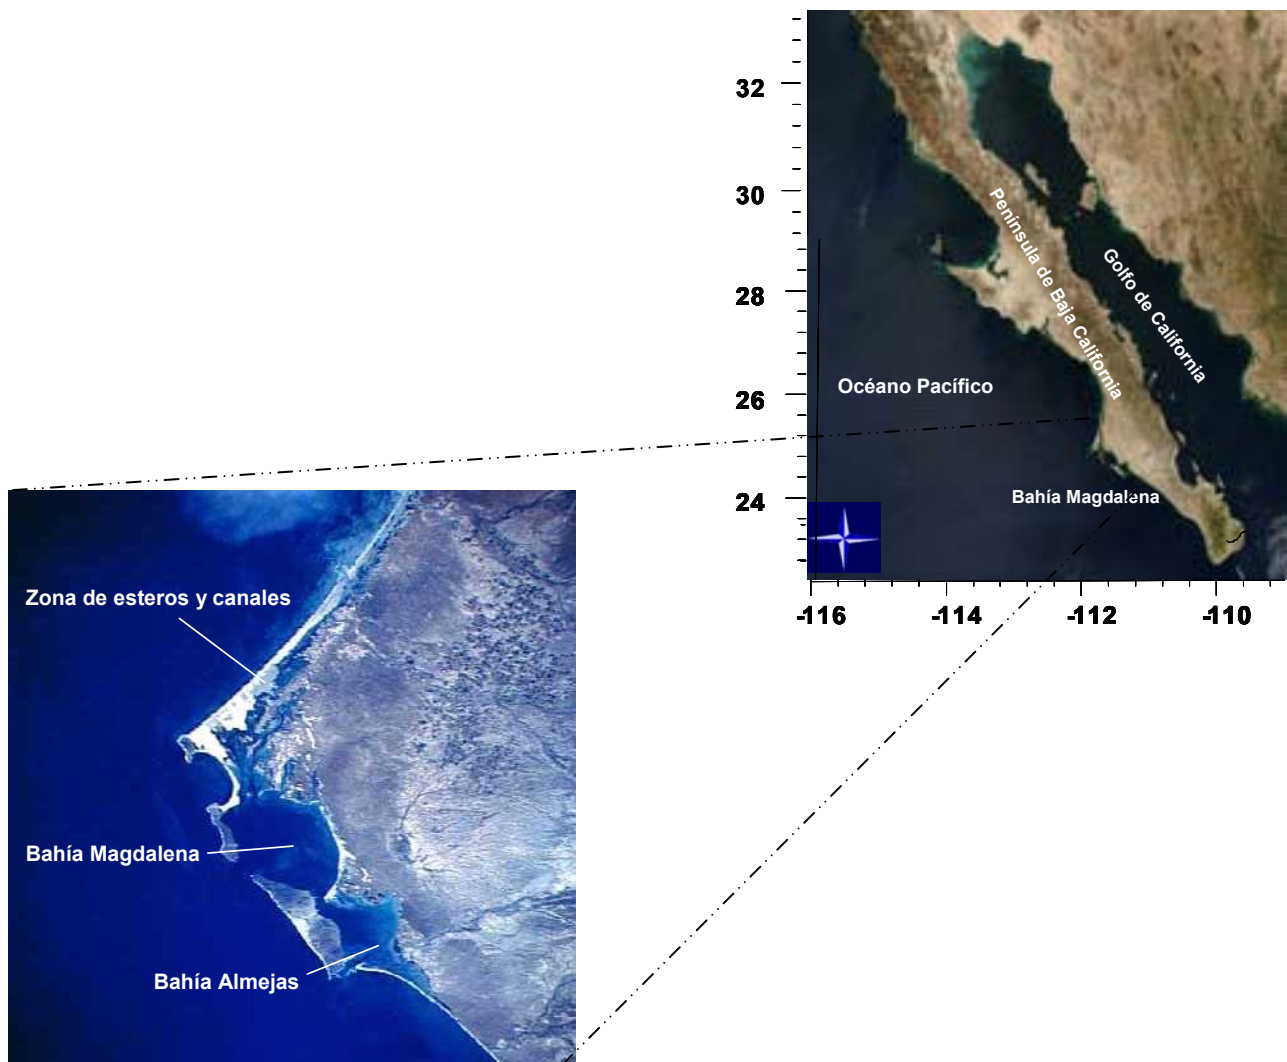 32
30
28
26
24
Península de Baja California
Golfo de California
Océano Pacífico
Bahía Magdalena
-116
-114
-112
-110
Zona de esteros y canales
Bahía Magdalena
Bahía Almejas